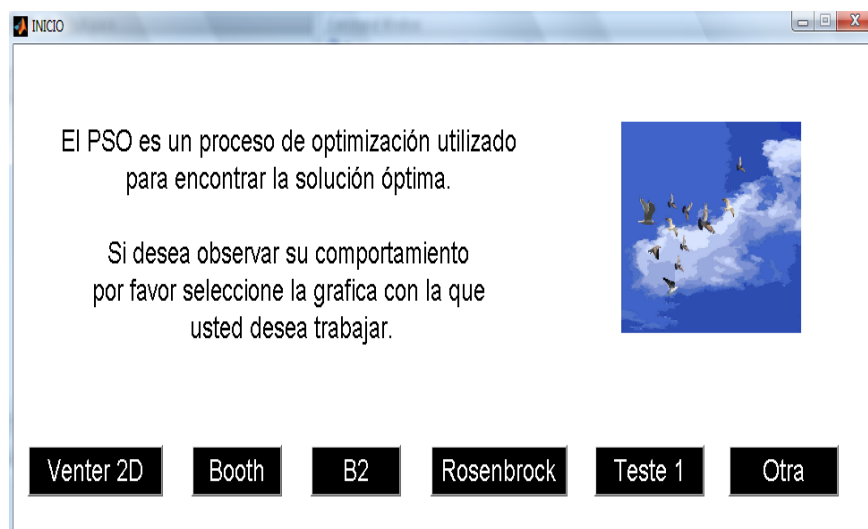 INICIO
El PSO es un proceso de optimización utilizado
para encontrar la solución óptima.
Si desea observar su comportamiento
por favor seleccione la grafica con la que
usted desea trabajar.
Venter 2D
Booth
B2
Rosenbrock
Teste 1
Otra